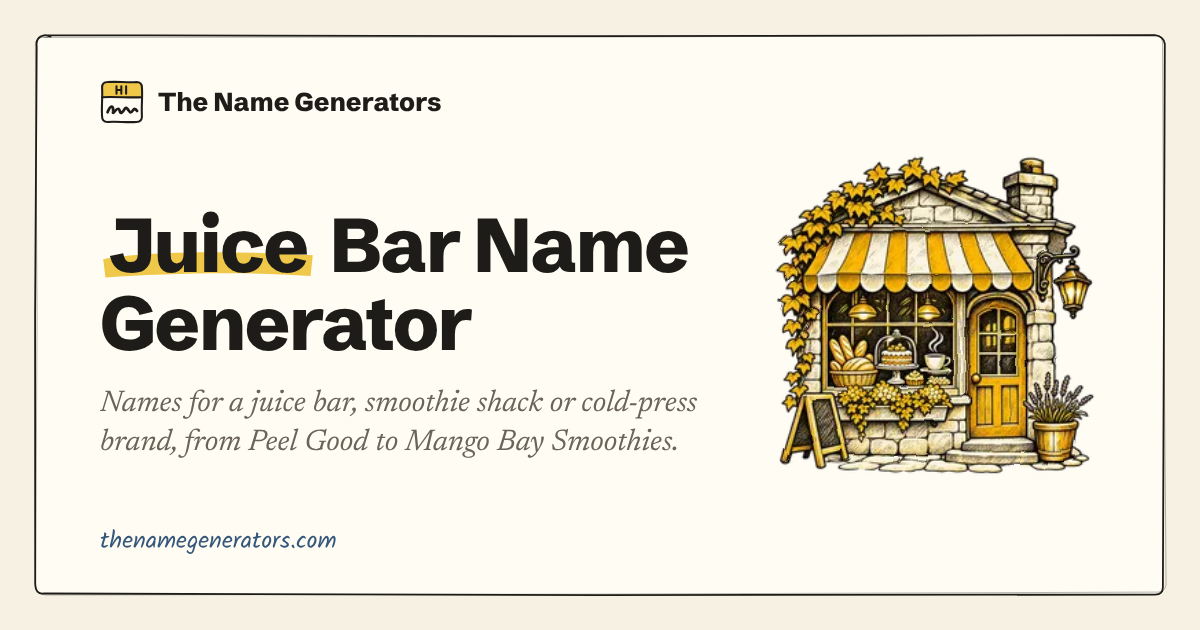 HI
The Name Generators
Juice Bar Name
Generator
Names for a juice bar, smoothie shack or cold-press
brand, from Peel Good to Mango Bay Smoothies.
thenamegenerators.com